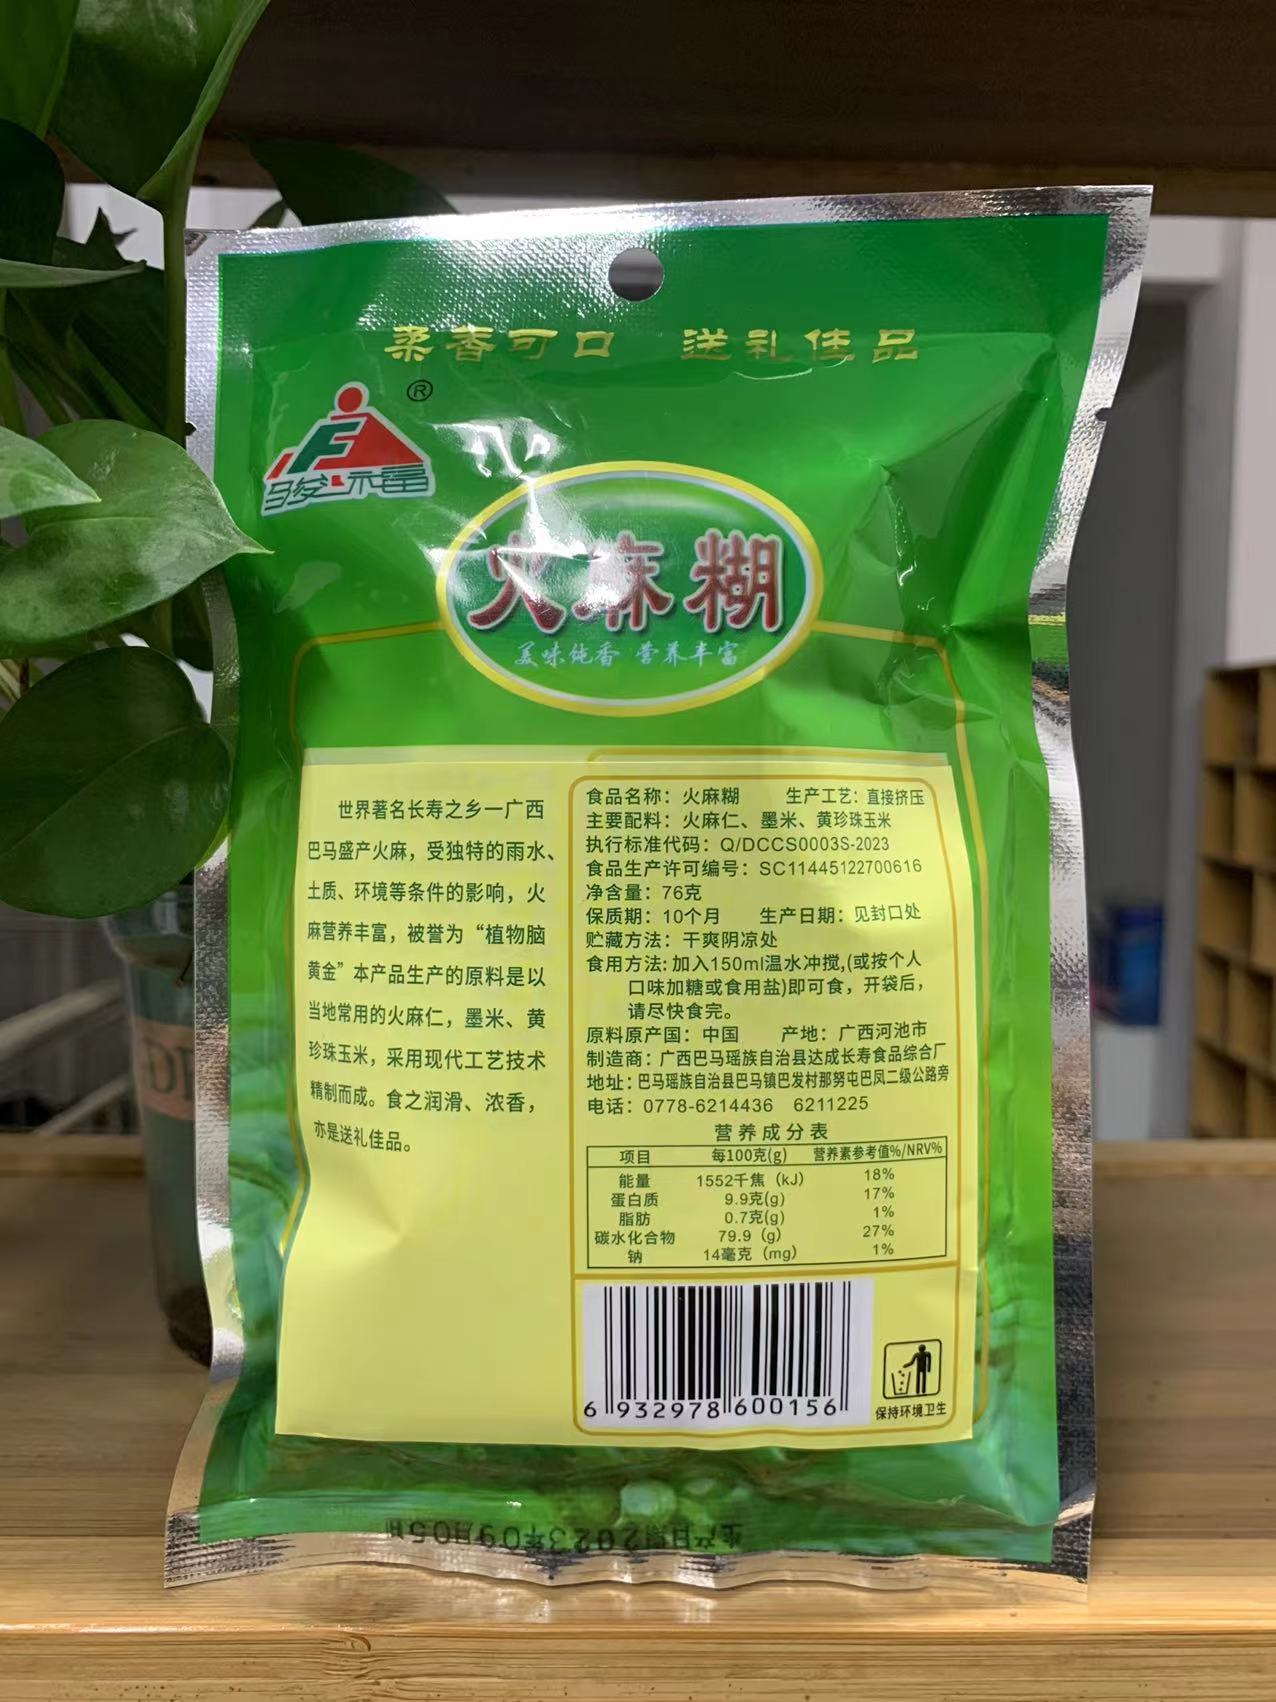 柔香可口 送礼佳品
®
骏禾富
火麻糊
美味纯香 营养丰富
世界著名长寿之乡一广西
巴马盛产火麻，受独特的雨水、
土质、环境等条件的影响，火
麻营养丰富，被誉为“植物脑
黄金”本产品生产的原料是以
当地常用的火麻仁，墨米、黄
珍珠玉米，采用现代工艺技术
精制而成。食之润滑、浓香，
亦是送礼佳品。
食品名称：火麻糊 生产工艺：直接挤压
主要配料：火麻仁、墨米、黄珍珠玉米
执行标准代码：Q/DCCS0003S-2023
食品生产许可编号：SC11445122700616
净含量：76克
保质期：10个月 生产日期：见封口处
贮藏方法：干爽阴凉处
食用方法：加入150ml温水冲搅,(或按个人
口味加糖或食用盐)即可食，开袋后，
请尽快食完。
原料原产国：中国 产地：广西河池市
制造商：广西巴马瑶族自治县达成长寿食品综合厂
地址：巴马瑶族自治县巴马镇巴发村那努屯巴凤二级公路旁
电话：0778-6214436 6211225
营养成分表
项目 每100克(g) 营养素参考值%/NRV%
能量 1552千焦（kJ） 18%
蛋白质 9.9克(g) 17%
脂肪 0.7克(g) 1%
碳水化合物 79.9（g） 27%
钠 14毫克（mg） 1%
6 932978 600156
保持环境卫生
生产日期2023年09月05日